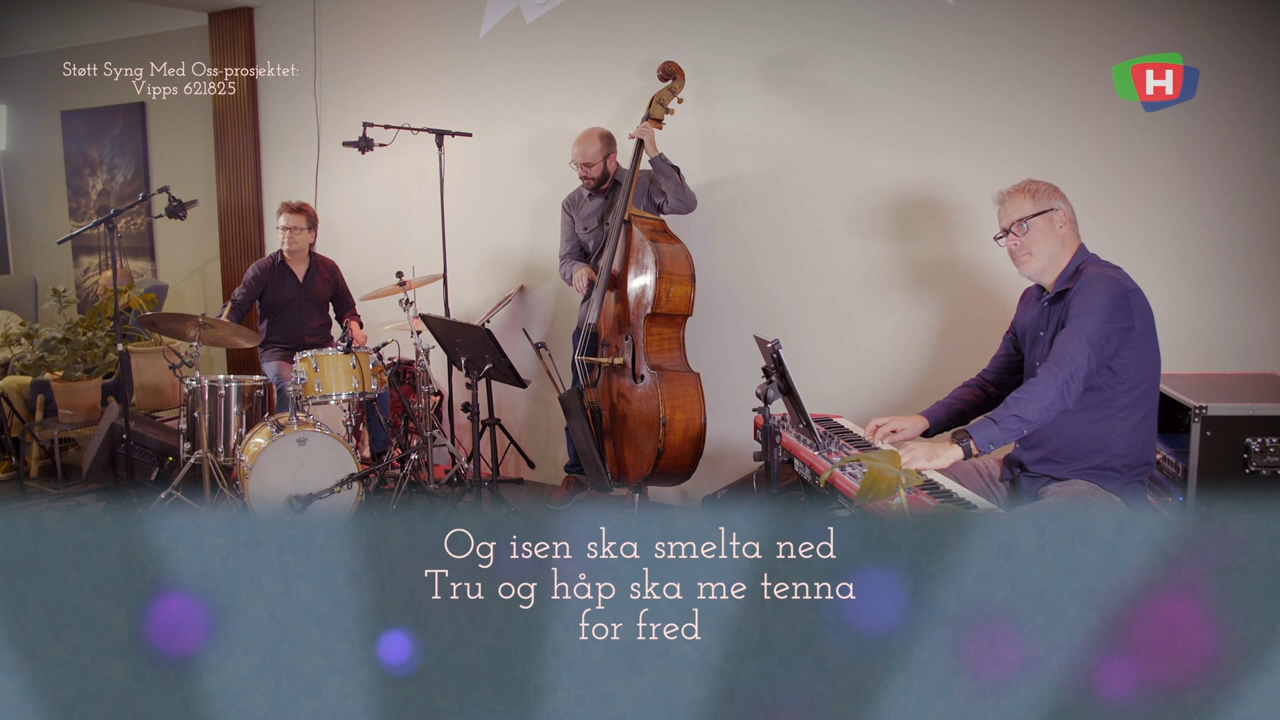 Støtt Syng Med Oss-prosjektet:
Vipps 621825
H
Og isen ska smelta ned
Tru og håp ska me tenna
for fred